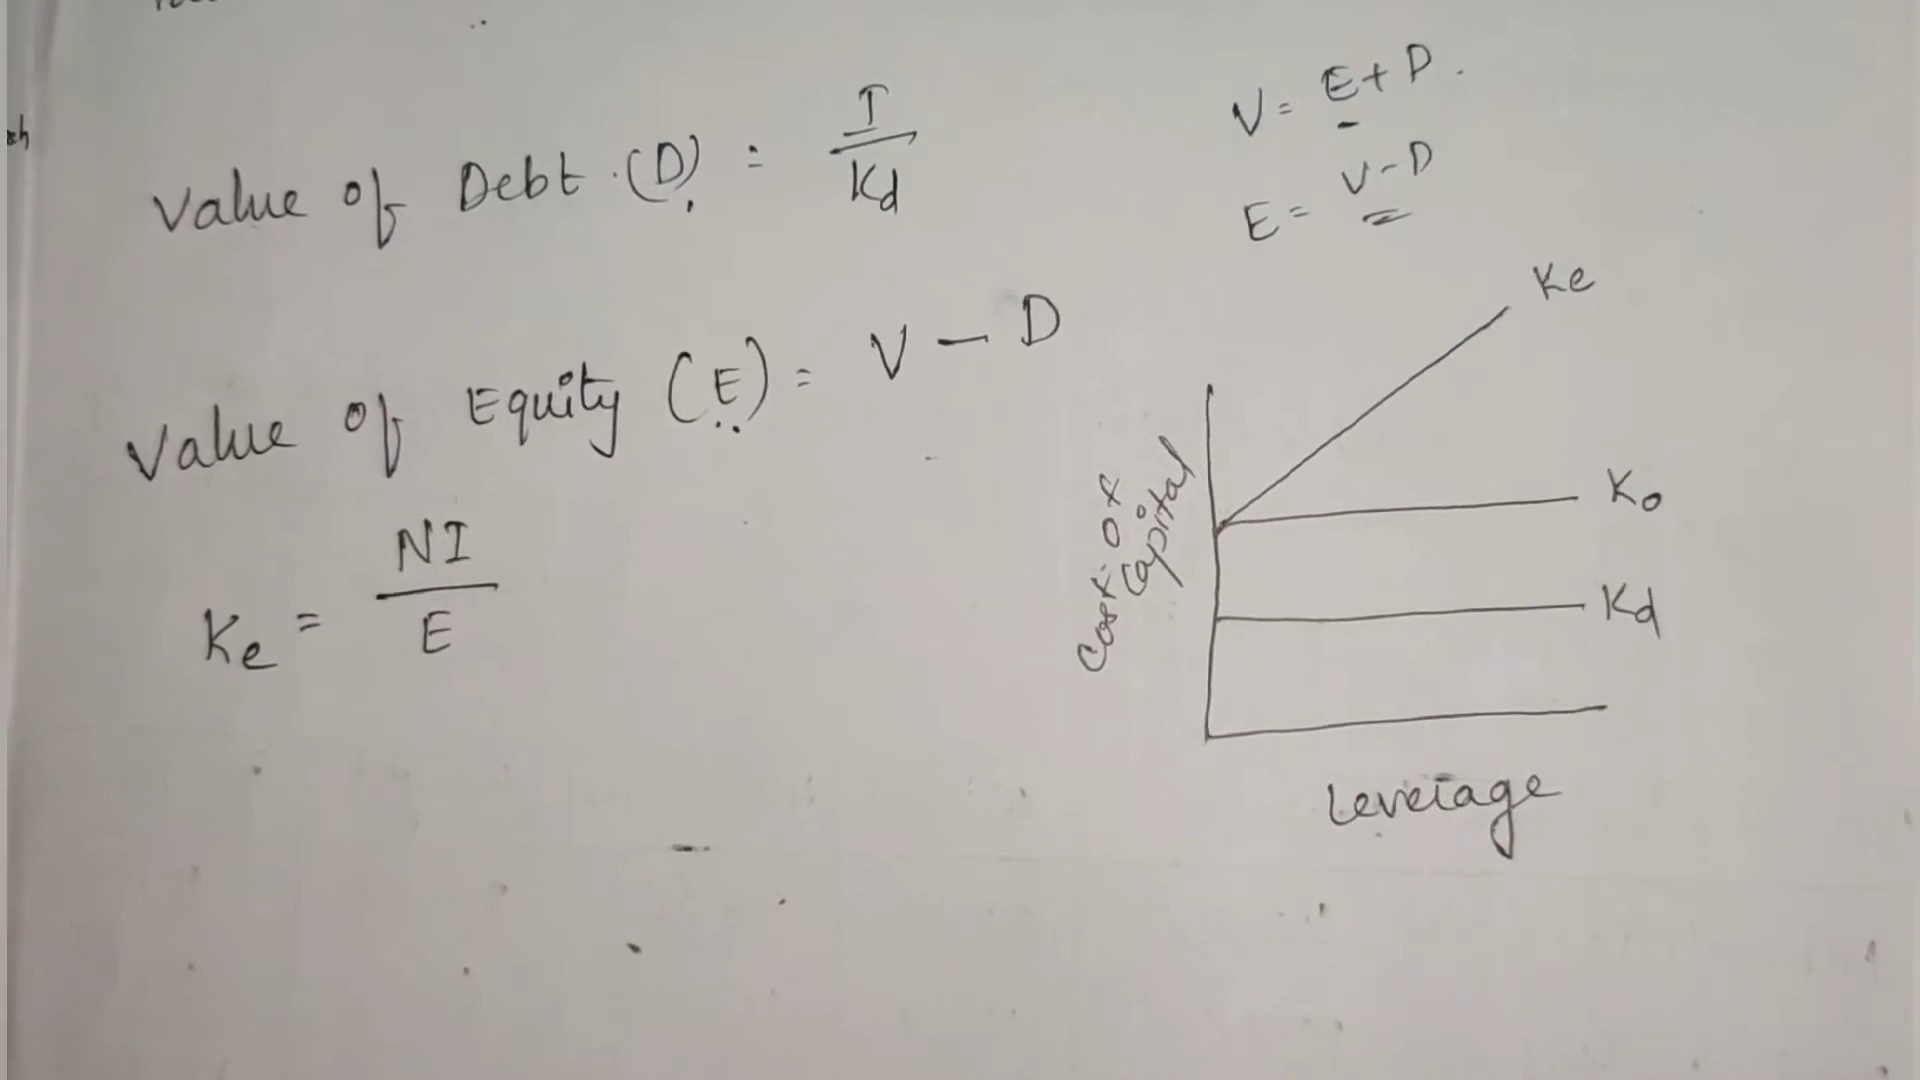 Value of Debt (D) = I / Kd
Value of Equity (E) = V - D
Ke = NI / E
V = E + D.
E = V - D
Ke
Ko
Kd
Cost of
Capital
Leverage